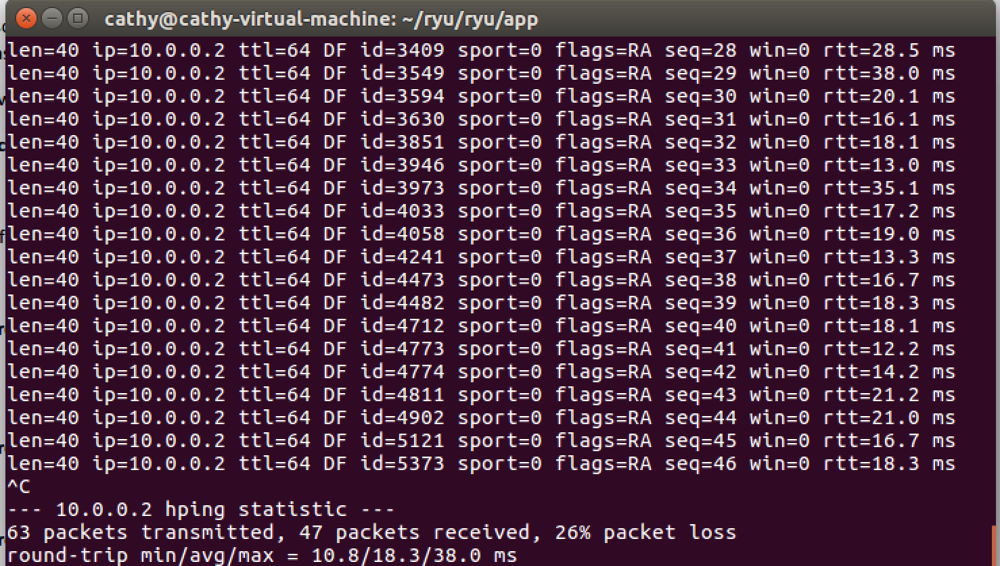 cathy@cathy-virtual-machine: ~/ryu/ryu/app
len=40 ip=10.0.0.2 ttl=64 DF id=3409 sport=0 flags=RA seq=28 win=0 rtt=28.5 ms
len=40 ip=10.0.0.2 ttl=64 DF id=3549 sport=0 flags=RA seq=29 win=0 rtt=38.0 ms
len=40 ip=10.0.0.2 ttl=64 DF id=3594 sport=0 flags=RA seq=30 win=0 rtt=20.1 ms
len=40 ip=10.0.0.2 ttl=64 DF id=3630 sport=0 flags=RA seq=31 win=0 rtt=16.1 ms
len=40 ip=10.0.0.2 ttl=64 DF id=3851 sport=0 flags=RA seq=32 win=0 rtt=18.1 ms
len=40 ip=10.0.0.2 ttl=64 DF id=3946 sport=0 flags=RA seq=33 win=0 rtt=13.0 ms
len=40 ip=10.0.0.2 ttl=64 DF id=3973 sport=0 flags=RA seq=34 win=0 rtt=35.1 ms
len=40 ip=10.0.0.2 ttl=64 DF id=4033 sport=0 flags=RA seq=35 win=0 rtt=17.2 ms
len=40 ip=10.0.0.2 ttl=64 DF id=4058 sport=0 flags=RA seq=36 win=0 rtt=19.0 ms
len=40 ip=10.0.0.2 ttl=64 DF id=4241 sport=0 flags=RA seq=37 win=0 rtt=13.3 ms
len=40 ip=10.0.0.2 ttl=64 DF id=4473 sport=0 flags=RA seq=38 win=0 rtt=16.7 ms
len=40 ip=10.0.0.2 ttl=64 DF id=4482 sport=0 flags=RA seq=39 win=0 rtt=18.3 ms
len=40 ip=10.0.0.2 ttl=64 DF id=4712 sport=0 flags=RA seq=40 win=0 rtt=18.1 ms
len=40 ip=10.0.0.2 ttl=64 DF id=4773 sport=0 flags=RA seq=41 win=0 rtt=12.2 ms
len=40 ip=10.0.0.2 ttl=64 DF id=4774 sport=0 flags=RA seq=42 win=0 rtt=14.2 ms
len=40 ip=10.0.0.2 ttl=64 DF id=4811 sport=0 flags=RA seq=43 win=0 rtt=21.2 ms
len=40 ip=10.0.0.2 ttl=64 DF id=4902 sport=0 flags=RA seq=44 win=0 rtt=21.0 ms
len=40 ip=10.0.0.2 ttl=64 DF id=5121 sport=0 flags=RA seq=45 win=0 rtt=16.7 ms
len=40 ip=10.0.0.2 ttl=64 DF id=5373 sport=0 flags=RA seq=46 win=0 rtt=18.3 ms
^C
--- 10.0.0.2 hping statistic ---
63 packets transmitted, 47 packets received, 26% packet loss
round-trip min/avg/max = 10.8/18.3/38.0 ms